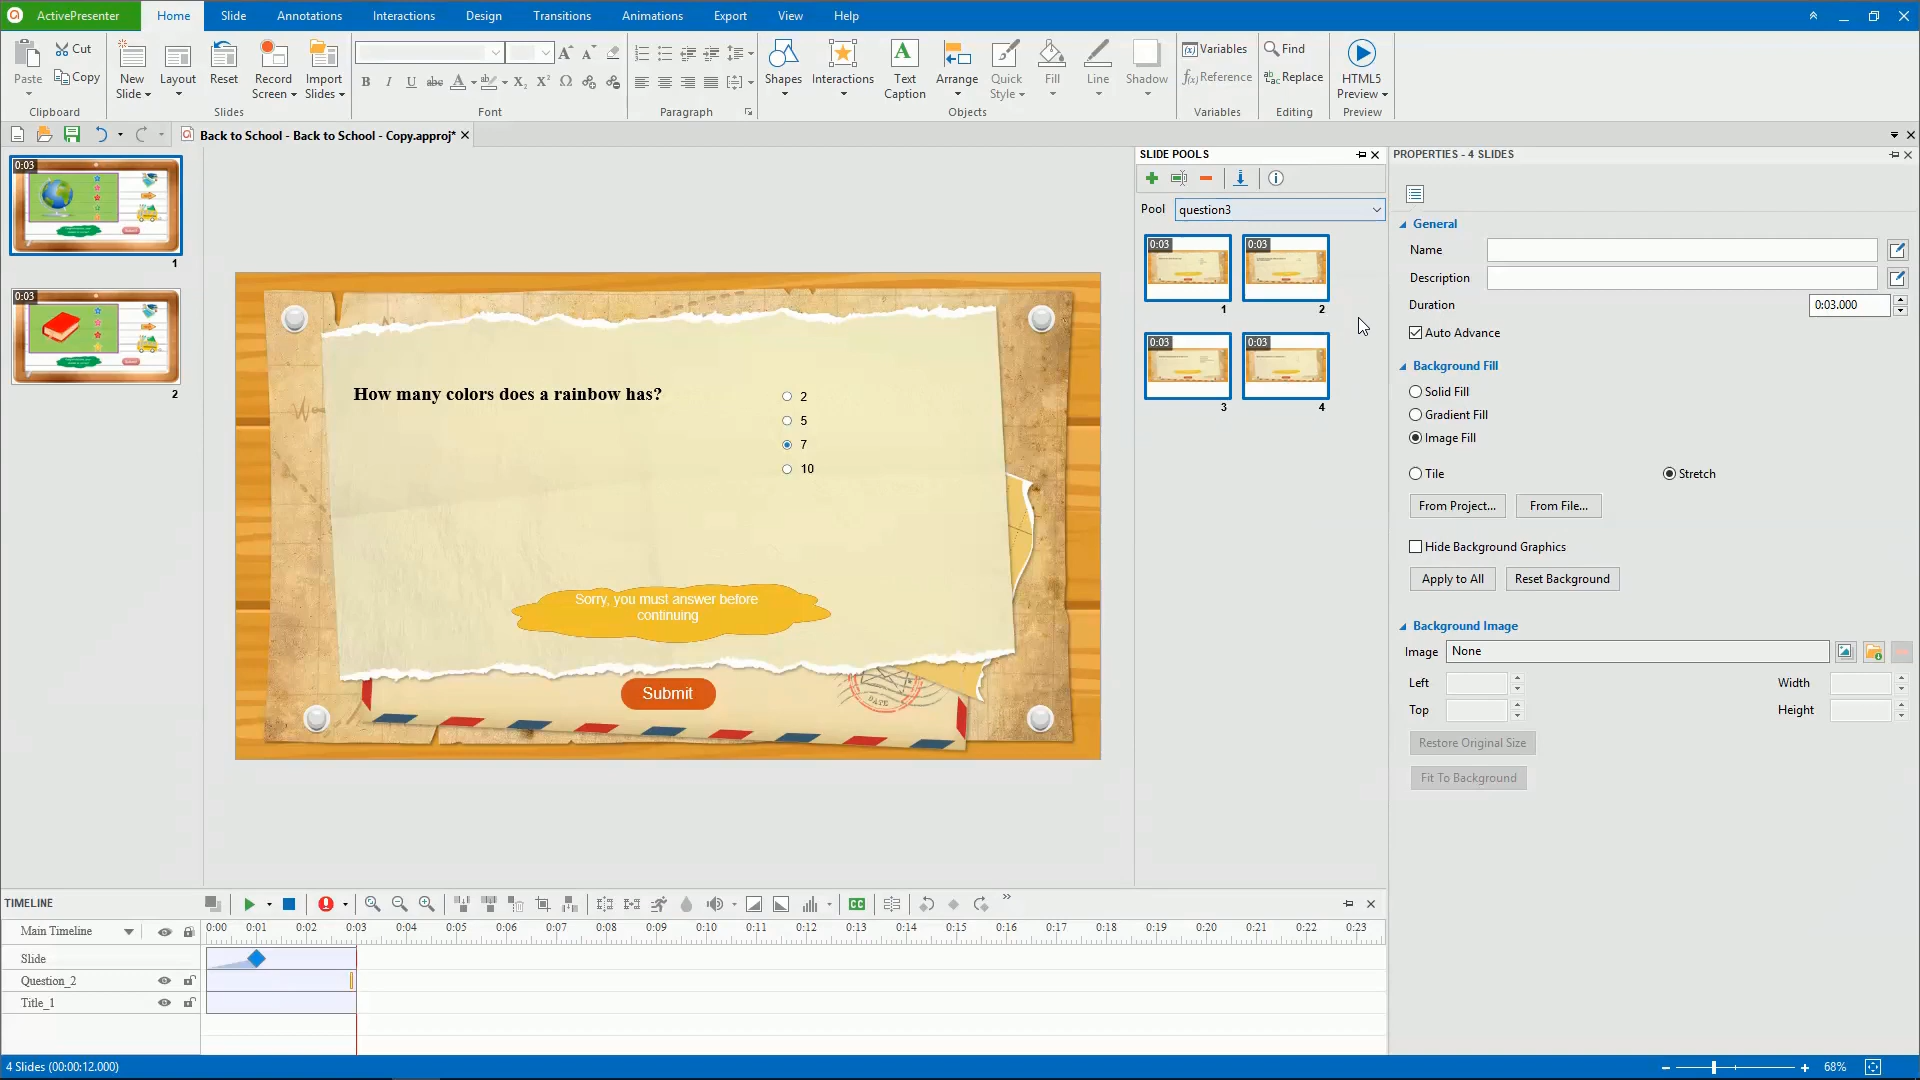 ActivePresenter Home Slide Annotations Interactions Design Transitions Animations Export View Help
Paste Cut Copy Clipboard
New Slide Layout Reset Record Screen Import Slides Slides
B I U abc A ab X₂ X² Ω Font
Paragraph
Shapes Interactions A Text Caption Arrange Quick Style Fill Line Shadow Objects
(x) Variables f(x) Reference Variables
Find Replace Editing
HTML5 Preview Preview
Back to School - Back to School - Copy.approj*
0:03
1
0:03
2
How many colors does a rainbow has?
2
5
7
10
Sorry, you must answer before
continuing
Submit
DATE
SLIDE POOLS
Pool question3
0:03 0:03
1 2
0:03 0:03
3 4
PROPERTIES - 4 SLIDES
General
Name
Description
Duration 0:03.000
Auto Advance
Background Fill
Solid Fill
Gradient Fill
Image Fill
Tile Stretch
From Project... From File...
Hide Background Graphics
Apply to All Reset Background
Background Image
Image None
Left Width
Top Height
Restore Original Size
Fit To Background
TIMELINE CC
Main Timeline 0:00 0:01 0:02 0:03 0:04 0:05 0:06 0:07 0:08 0:09 0:10 0:11 0:12 0:13 0:14 0:15 0:16 0:17 0:18 0:19 0:20 0:21 0:22 0:23
Slide
Question_2
Title_1
4 Slides (00:00:12.000) 68%